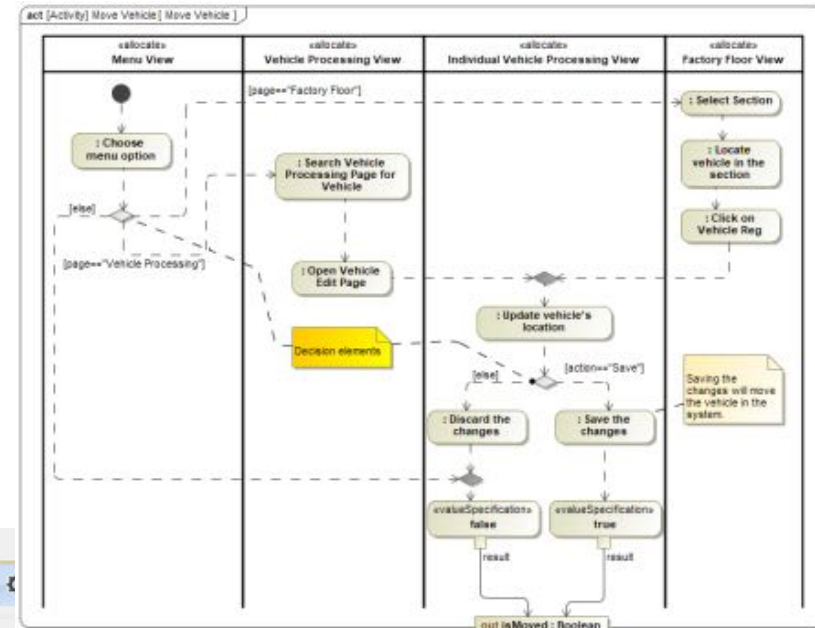 act [Activity] Move Vehicle[ Move Vehicle ]
«allocate»
Menu View
«allocate»
Vehicle Processing View
«allocate»
Individual Vehicle Processing View
«allocate»
Factory Floor View
[page=="Factory Floor"]
: Select Section
: Choose
menu option
: Locate
vehicle in the
section
: Search Vehicle
Processing Page for
Vehicle
[else]
: Click on
Vehicle Reg
[page=="Vehicle Processing"]
: Open Vehicle
Edit Page
: Update vehicle's
location
Decision elements
[else]
[action=="Save"]
Saving the
changes will move
the vehicle in the
system.
: Discard the
changes
: Save the
changes
«valueSpecification»
false
«valueSpecification»
true
result
result
out isMoved : Boolean